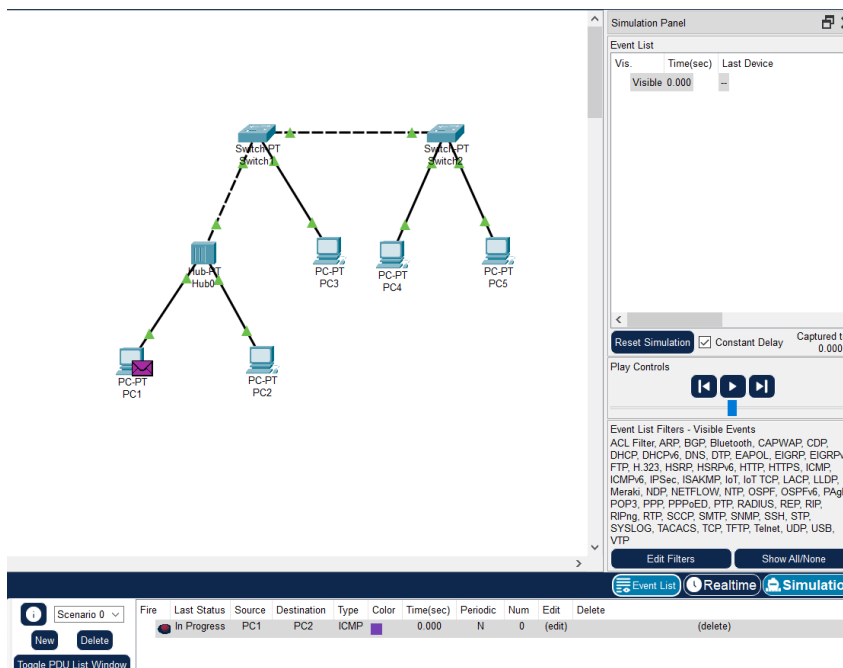 Simulation Panel
Event List
Vis. Time(sec) Last Device
Visible 0.000 --
Switch-PT
Switch1
Switch-PT
Switch2
Hub-PT
Hub0
PC-PT
PC3
PC-PT
PC4
PC-PT
PC5
PC-PT
PC1
PC-PT
PC2
Reset Simulation Constant Delay Captured t
0.000
Play Controls
Event List Filters - Visible Events
ACL Filter, ARP, BGP, Bluetooth, CAPWAP, CDP,
DHCP, DHCPv6, DNS, DTP, EAPOL, EIGRP, EIGRPv
FTP, H.323, HSRP, HSRPv6, HTTP, HTTPS, ICMP,
ICMPv6, IPSec, ISAKMP, IoT, IoT TCP, LACP, LLDP,
Meraki, NDP, NETFLOW, NTP, OSPF, OSPFv6, PAgP
POP3, PPP, PPPoED, PTP, RADIUS, REP, RIP,
RIPng, RTP, SCCP, SMTP, SNMP, SSH, STP,
SYSLOG, TACACS, TCP, TFTP, Telnet, UDP, USB,
VTP
Edit Filters Show All/None
Event List Realtime Simulatio
Scenario 0
New Delete
Toggle PDU List Window
Fire Last Status Source Destination Type Color Time(sec) Periodic Num Edit Delete
In Progress PC1 PC2 ICMP 0.000 N 0 (edit) (delete)